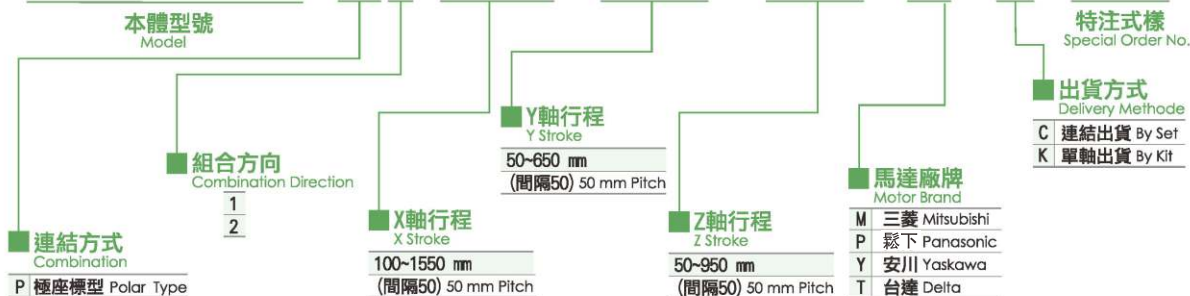 本體型號
Model
特注式樣
Special Order No.
出貨方式
Delivery Methode
C 連結出貨 By Set
K 單軸出貨 By Kit
Y軸行程
Y Stroke
50~650 mm
(間隔50) 50 mm Pitch
組合方向
Combination Direction
1
2
馬達廠牌
Motor Brand
M 三菱 Mitsubishi
P 鬆下 Panasonic
Y 安川 Yaskawa
T 台達 Delta
X軸行程
X Stroke
100~1550 mm
(間隔50) 50 mm Pitch
Z軸行程
Z Stroke
50~950 mm
(間隔50) 50 mm Pitch
連結方式
Combination
P 極座標型 Polar Type